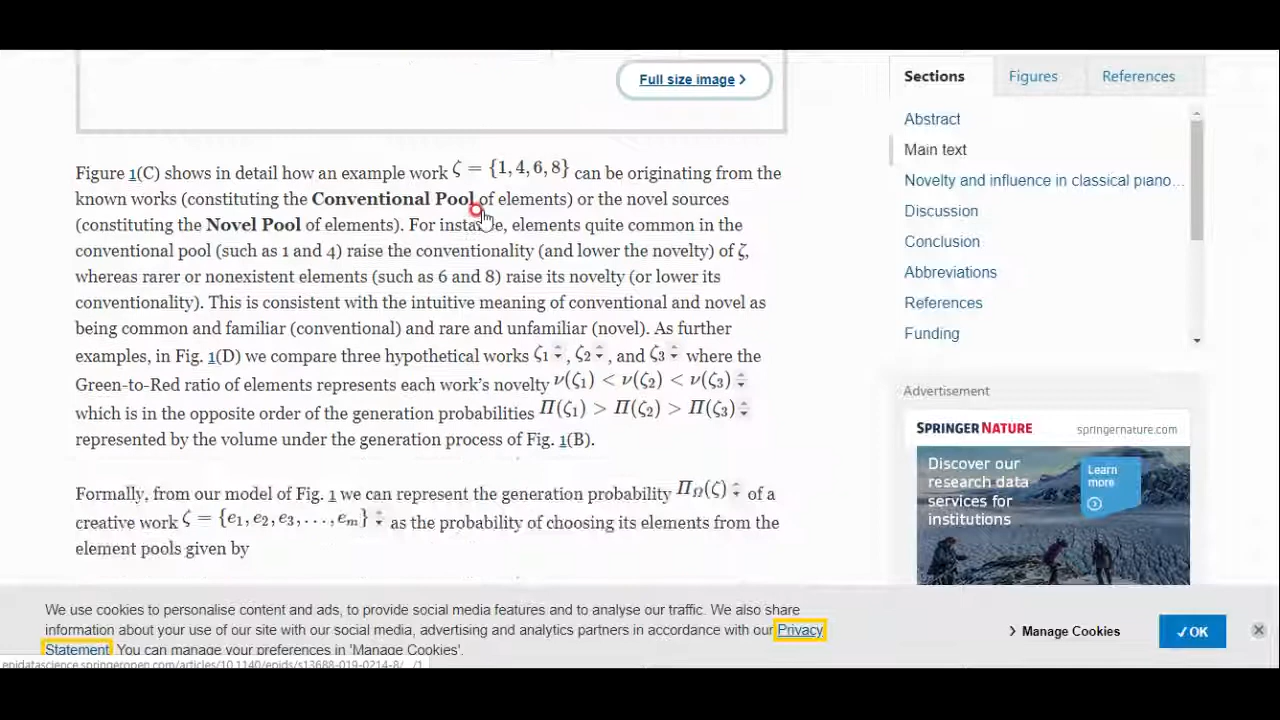 Full size image >
Sections
Figures
References
Abstract
Main text
Novelty and influence in classical piano...
Discussion
Conclusion
Abbreviations
References
Funding
Figure 1(C) shows in detail how an example work ζ = {1, 4, 6, 8} can be originating from the
known works (constituting the Conventional Pool of elements) or the novel sources
(constituting the Novel Pool of elements). For instance, elements quite common in the
conventional pool (such as 1 and 4) raise the conventionality (and lower the novelty) of ζ,
whereas rarer or nonexistent elements (such as 6 and 8) raise its novelty (or lower its
conventionality). This is consistent with the intuitive meaning of conventional and novel as
being common and familiar (conventional) and rare and unfamiliar (novel). As further
examples, in Fig. 1(D) we compare three hypothetical works ζ1, ζ2, and ζ3 where the
Green-to-Red ratio of elements represents each work's novelty ν(ζ1) < ν(ζ2) < ν(ζ3)
which is in the opposite order of the generation probabilities Π(ζ1) > Π(ζ2) > Π(ζ3)
represented by the volume under the generation process of Fig. 1(B).
Formally, from our model of Fig. 1 we can represent the generation probability ΠΩ(ζ) of a
creative work ζ = {e1, e2, e3, . . . , em} as the probability of choosing its elements from the
element pools given by
Advertisement
SPRINGER NATURE
springernature.com
Discover our
research data
services for
institutions
Learn
more
We use cookies to personalise content and ads, to provide social media features and to analyse our traffic. We also share
information about your use of our site with our social media, advertising and analytics partners in accordance with our Privacy
Statement. You can manage your preferences in 'Manage Cookies'.
> Manage Cookies
✓OK
epjdatascience.springeropen.com/articles/10.1140/epjds/s13688-019-0214-8/.../1